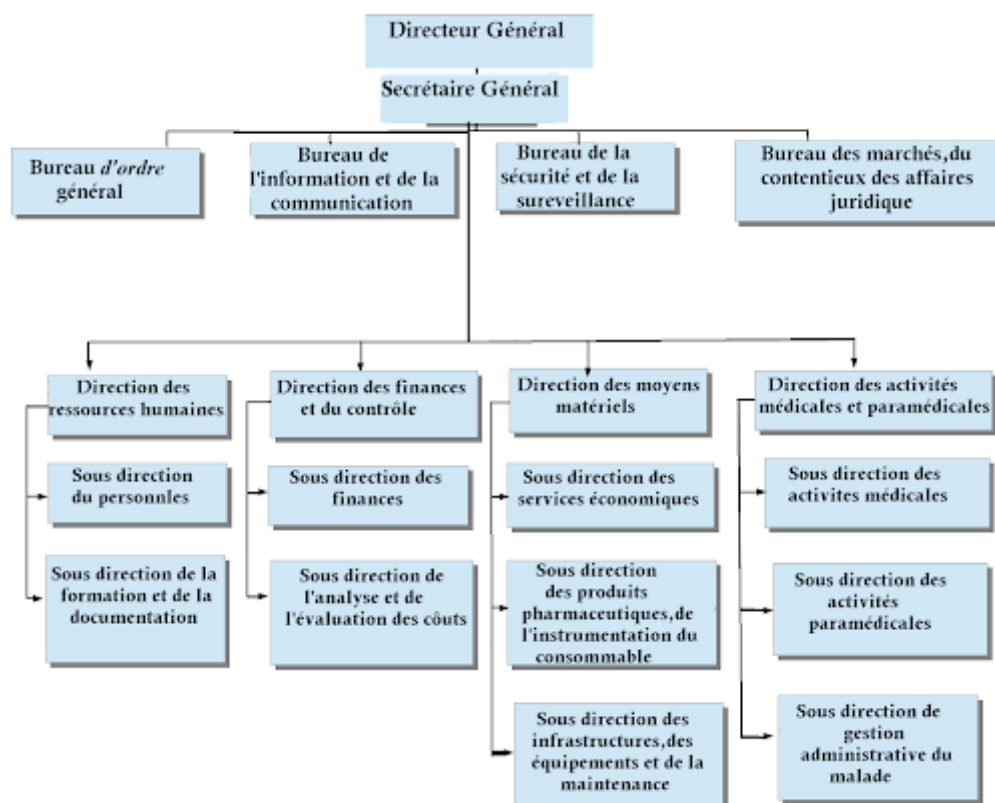 Directeur Général
Secrétaire Général
Bureau d'ordre
général
Bureau de
l'information et de la
communication
Bureau de la
sécurité et de la
sureveillance
Bureau des marchés,du
contentieux des affaires
juridique
Direction des
ressources humaines
Direction des finances
et du contrôle
Direction des moyens
matériels
Direction des activités
médicales et paramédicales
Sous direction
du personnles
Sous direction des
finances
Sous direction des
services économiques
Sous direction des
activites médicales
Sous direction de la
formation et de la
documentation
Sous direction de
l'analyse et de
l'évaluation des côuts
Sous direction
des produits
pharmaceutiques,de
l'instrumentation du
consommable
Sous direction des
activités
paramédicales
Sous direction des
infrastructures,des
équipements et de la
maintenance
Sous direction de
gestion
administrative du
malade